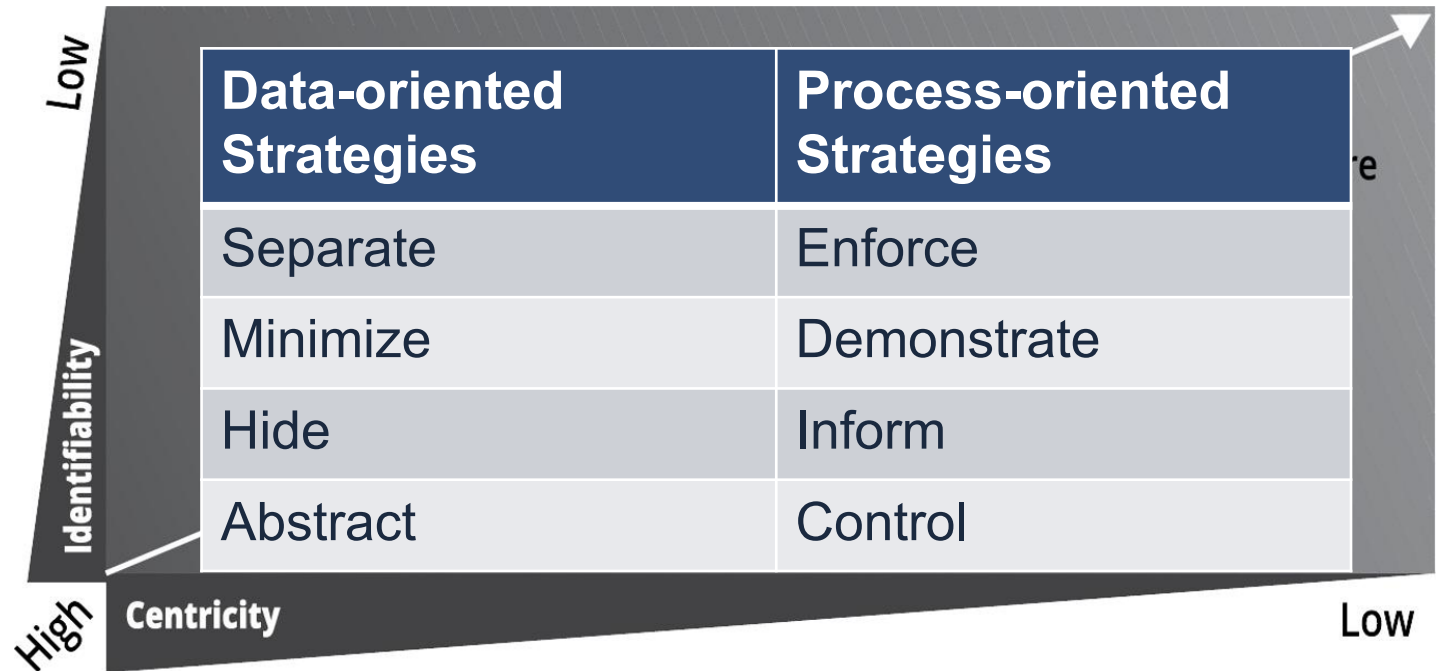 Low
Data-oriented
Strategies
Process-oriented
Strategies
Separate
Enforce
Minimize
Demonstrate
Hide
Inform
Abstract
Control
Identifiability
High
Centricity
Low